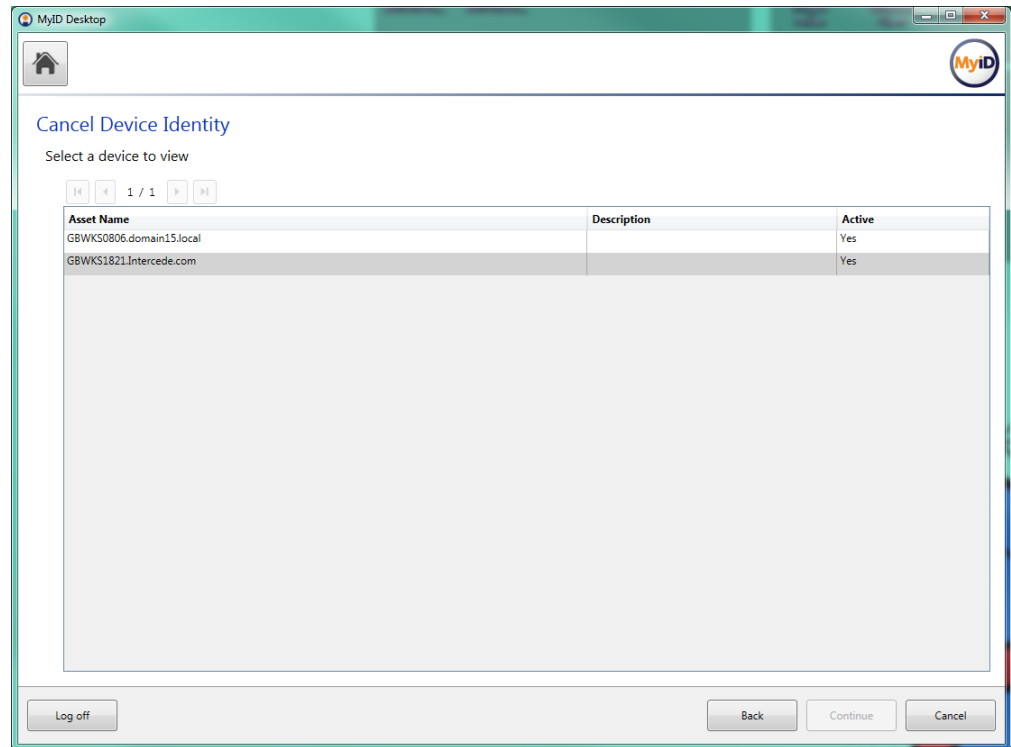 MyID Desktop
MyiD
Cancel Device Identity
Select a device to view
1 / 1
Asset Name Description Active
GBWKS0806.domain15.local Yes
GBWKS1821.Intercede.com Yes
Log off Back Continue Cancel